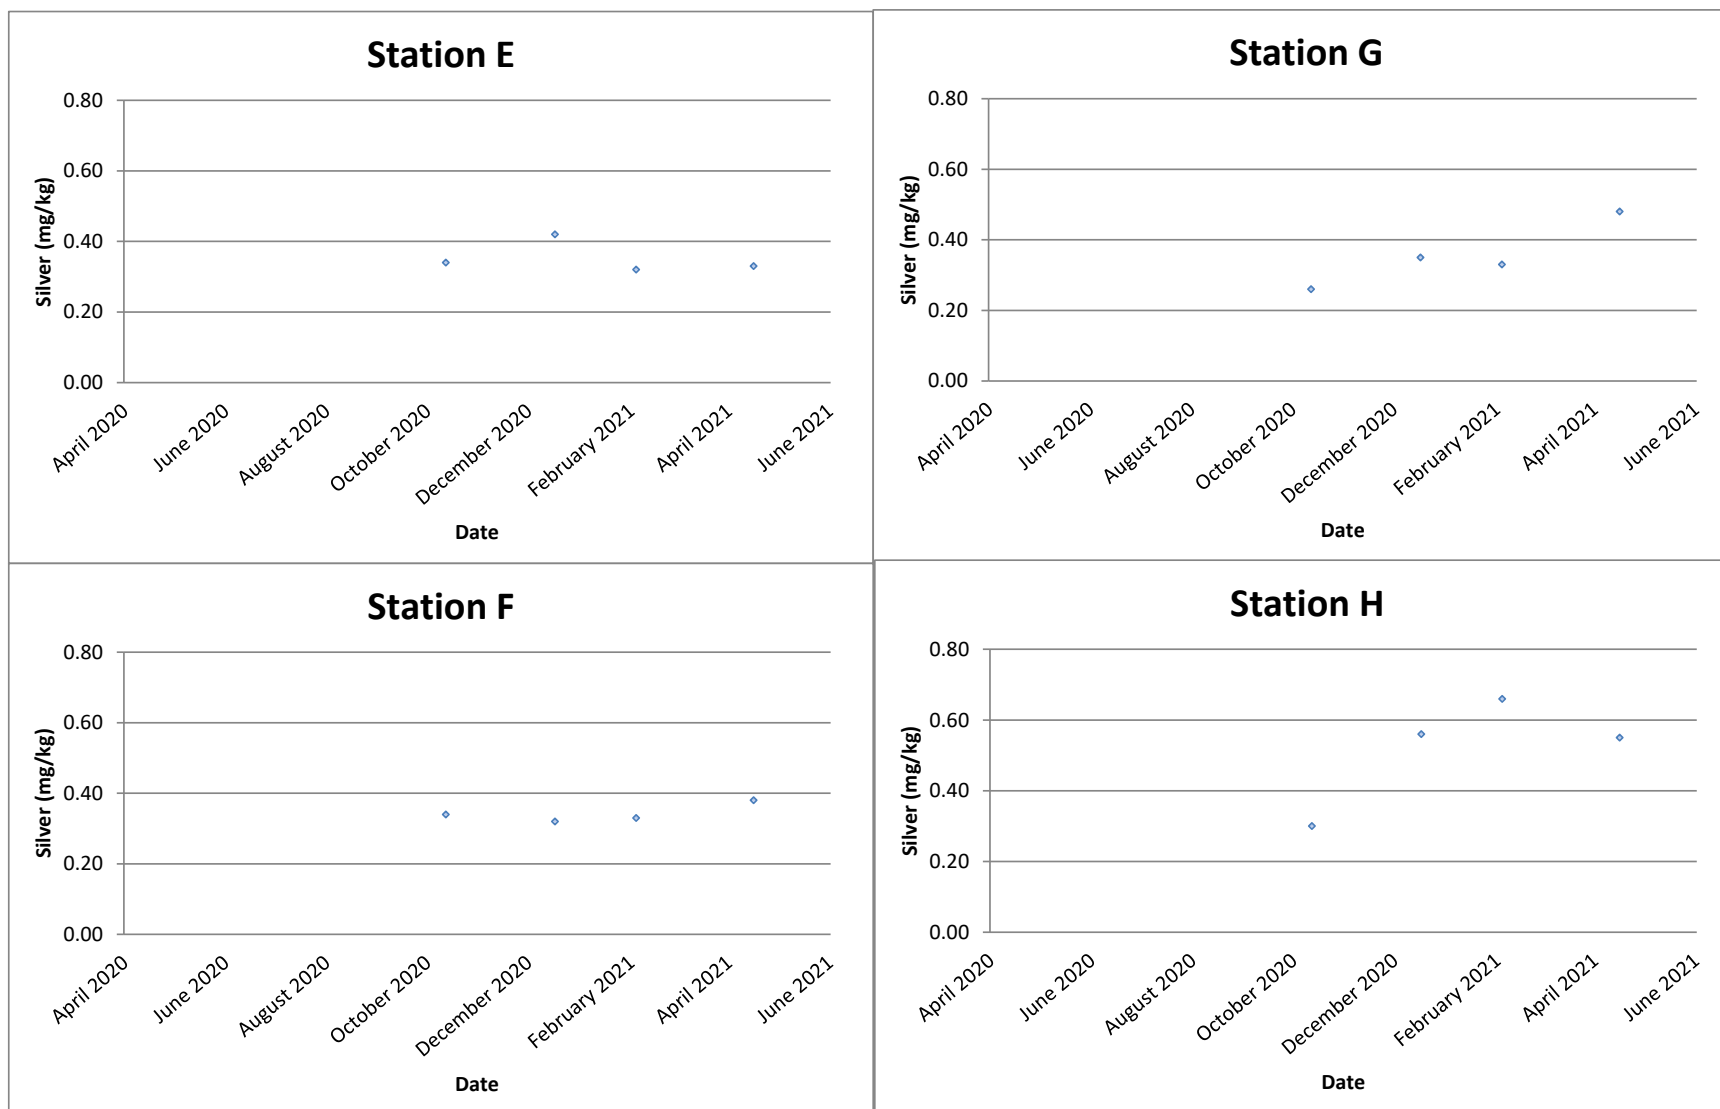 Station E
0.80
0.60
0.40
0.20
0.00
Silver (mg/kg)
April 2020
June 2020
August 2020
October 2020
December 2020
February 2021
April 2021
June 2021
Date
Station G
0.80
0.60
0.40
0.20
0.00
Silver (mg/kg)
April 2020
June 2020
August 2020
October 2020
December 2020
February 2021
April 2021
June 2021
Date
Station F
0.80
0.60
0.40
0.20
0.00
Silver (mg/kg)
April 2020
June 2020
August 2020
October 2020
December 2020
February 2021
April 2021
June 2021
Date
Station H
0.80
0.60
0.40
0.20
0.00
Silver (mg/kg)
April 2020
June 2020
August 2020
October 2020
December 2020
February 2021
April 2021
June 2021
Date